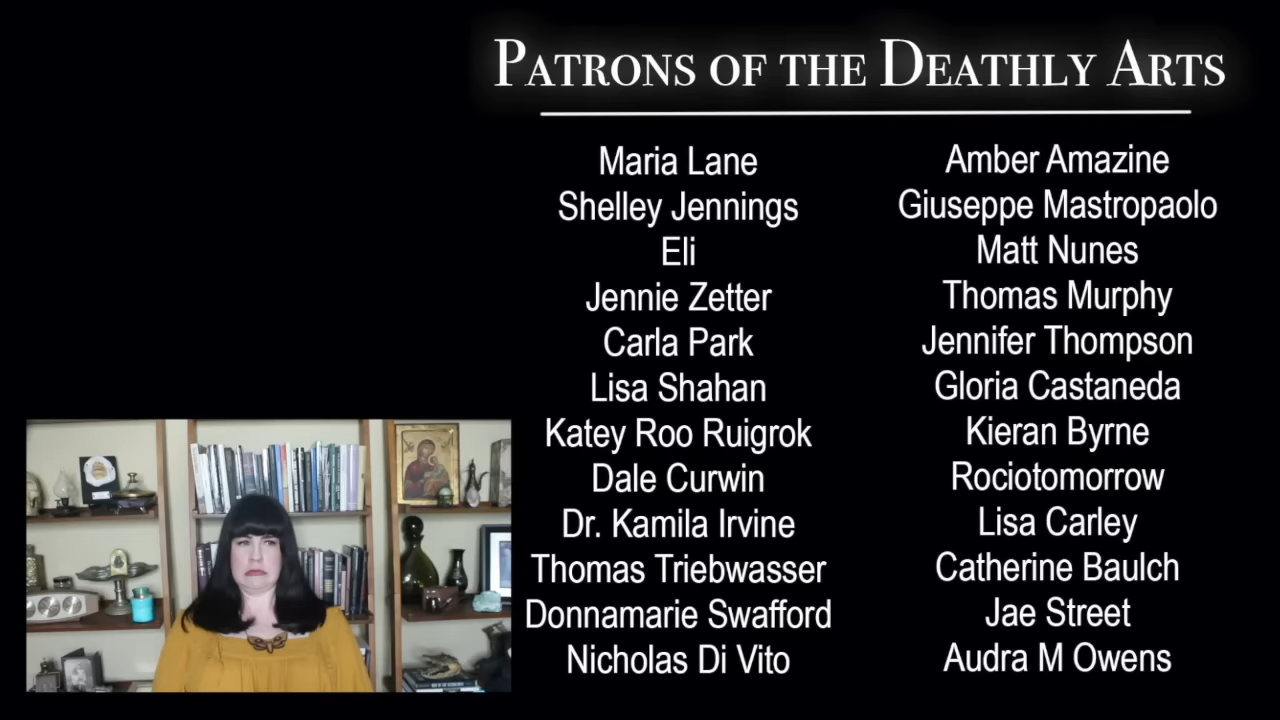 Patrons of the Deathly Arts
Maria Lane
Shelley Jennings
Eli
Jennie Zetter
Carla Park
Lisa Shahan
Katey Roo Ruigrok
Dale Curwin
Dr. Kamila Irvine
Thomas Triebwasser
Donnamarie Swafford
Nicholas Di Vito
Amber Amazine
Giuseppe Mastropaolo
Matt Nunes
Thomas Murphy
Jennifer Thompson
Gloria Castaneda
Kieran Byrne
Rociotomorrow
Lisa Carley
Catherine Baulch
Jae Street
Audra M Owens